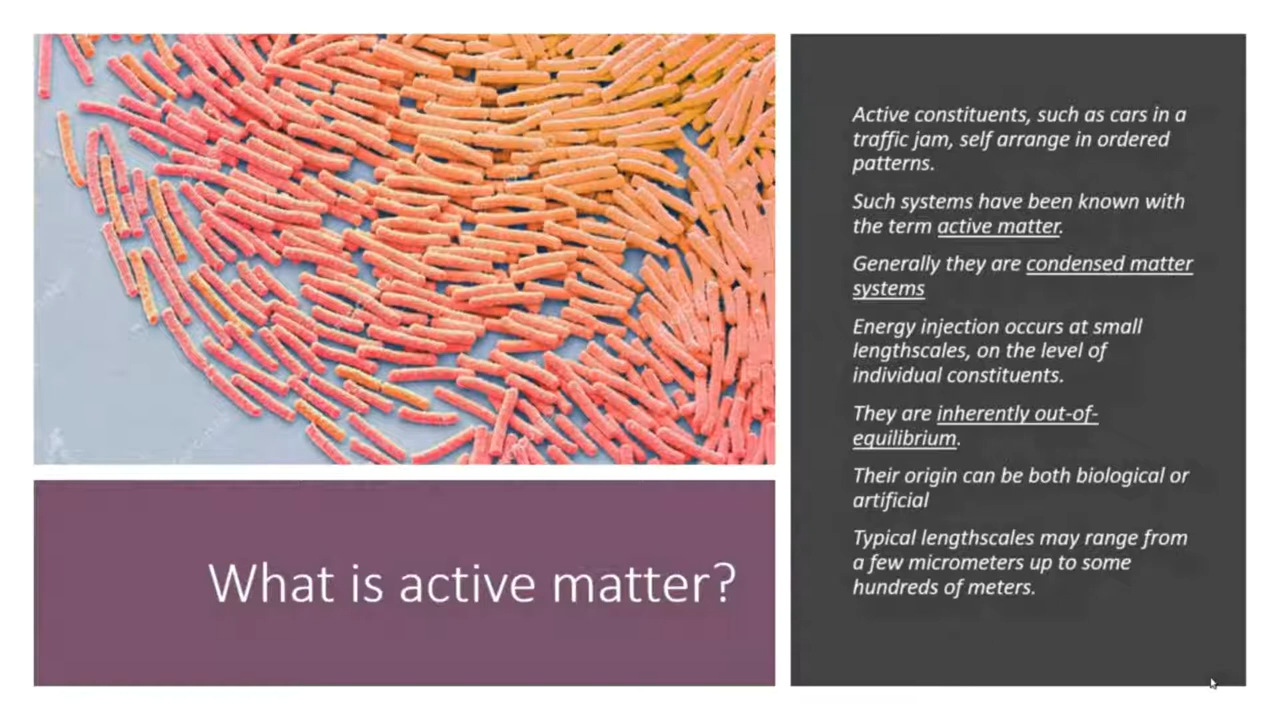 Active constituents, such as cars in a
traffic jam, self arrange in ordered
patterns.
Such systems have been known with
the term active matter.
Generally they are condensed matter
systems
Energy injection occurs at small
lengthscales, on the level of
individual constituents.
They are inherently out-of-
equilibrium.
Their origin can be both biological or
artificial
Typical lengthscales may range from
a few micrometers up to some
hundreds of meters.
What is active matter?